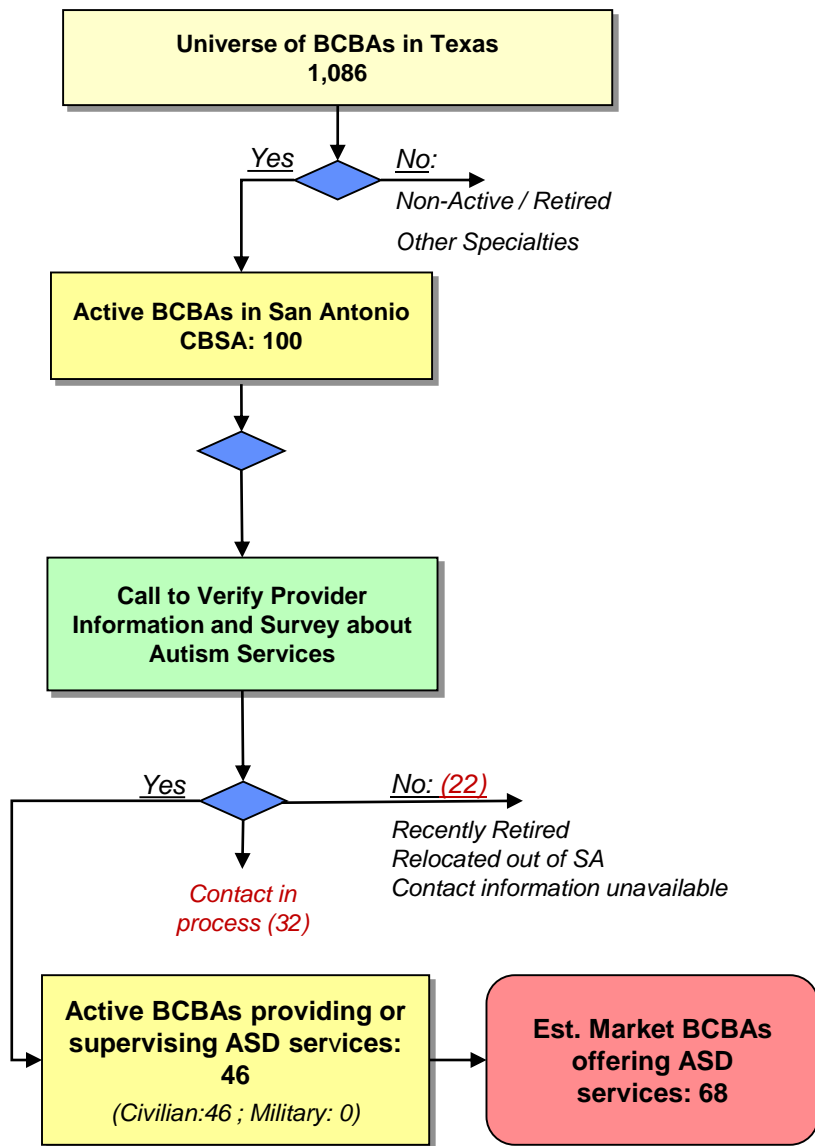 Universe of BCBAs in Texas
1,086
Yes
No:
Non-Active / Retired
Other Specialties
Active BCBAs in San Antonio
CBSA: 100
Call to Verify Provider
Information and Survey about
Autism Services
Yes
No: (22)
Recently Retired
Relocated out of SA
Contact information unavailable
Contact in
process (32)
Active BCBAs providing or
supervising ASD services:
46
(Civilian:46 ; Military: 0)
Est. Market BCBAs
offering ASD
services: 68